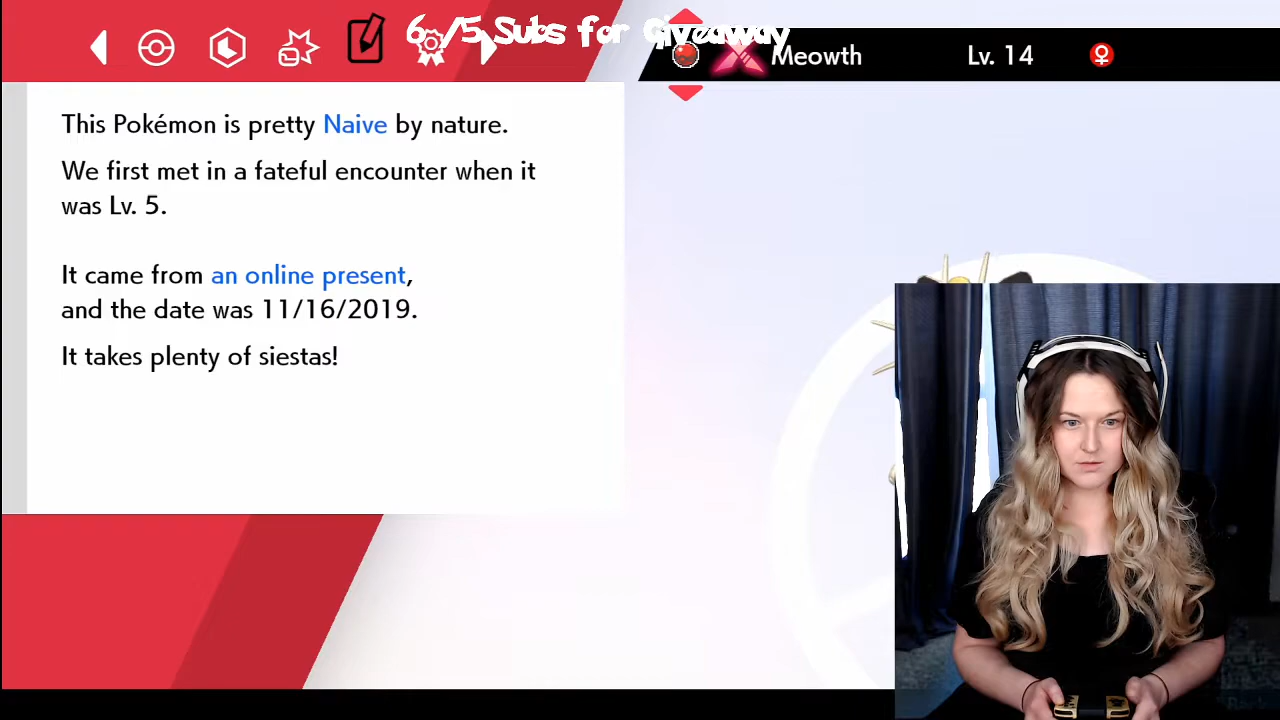 6 /5 Subs for Giveaway
Meowth Lv. 14
This Pokémon is pretty Naive by nature.
We first met in a fateful encounter when it
was Lv. 5.
It came from an online present,
and the date was 11/16/2019.
It takes plenty of siestas!